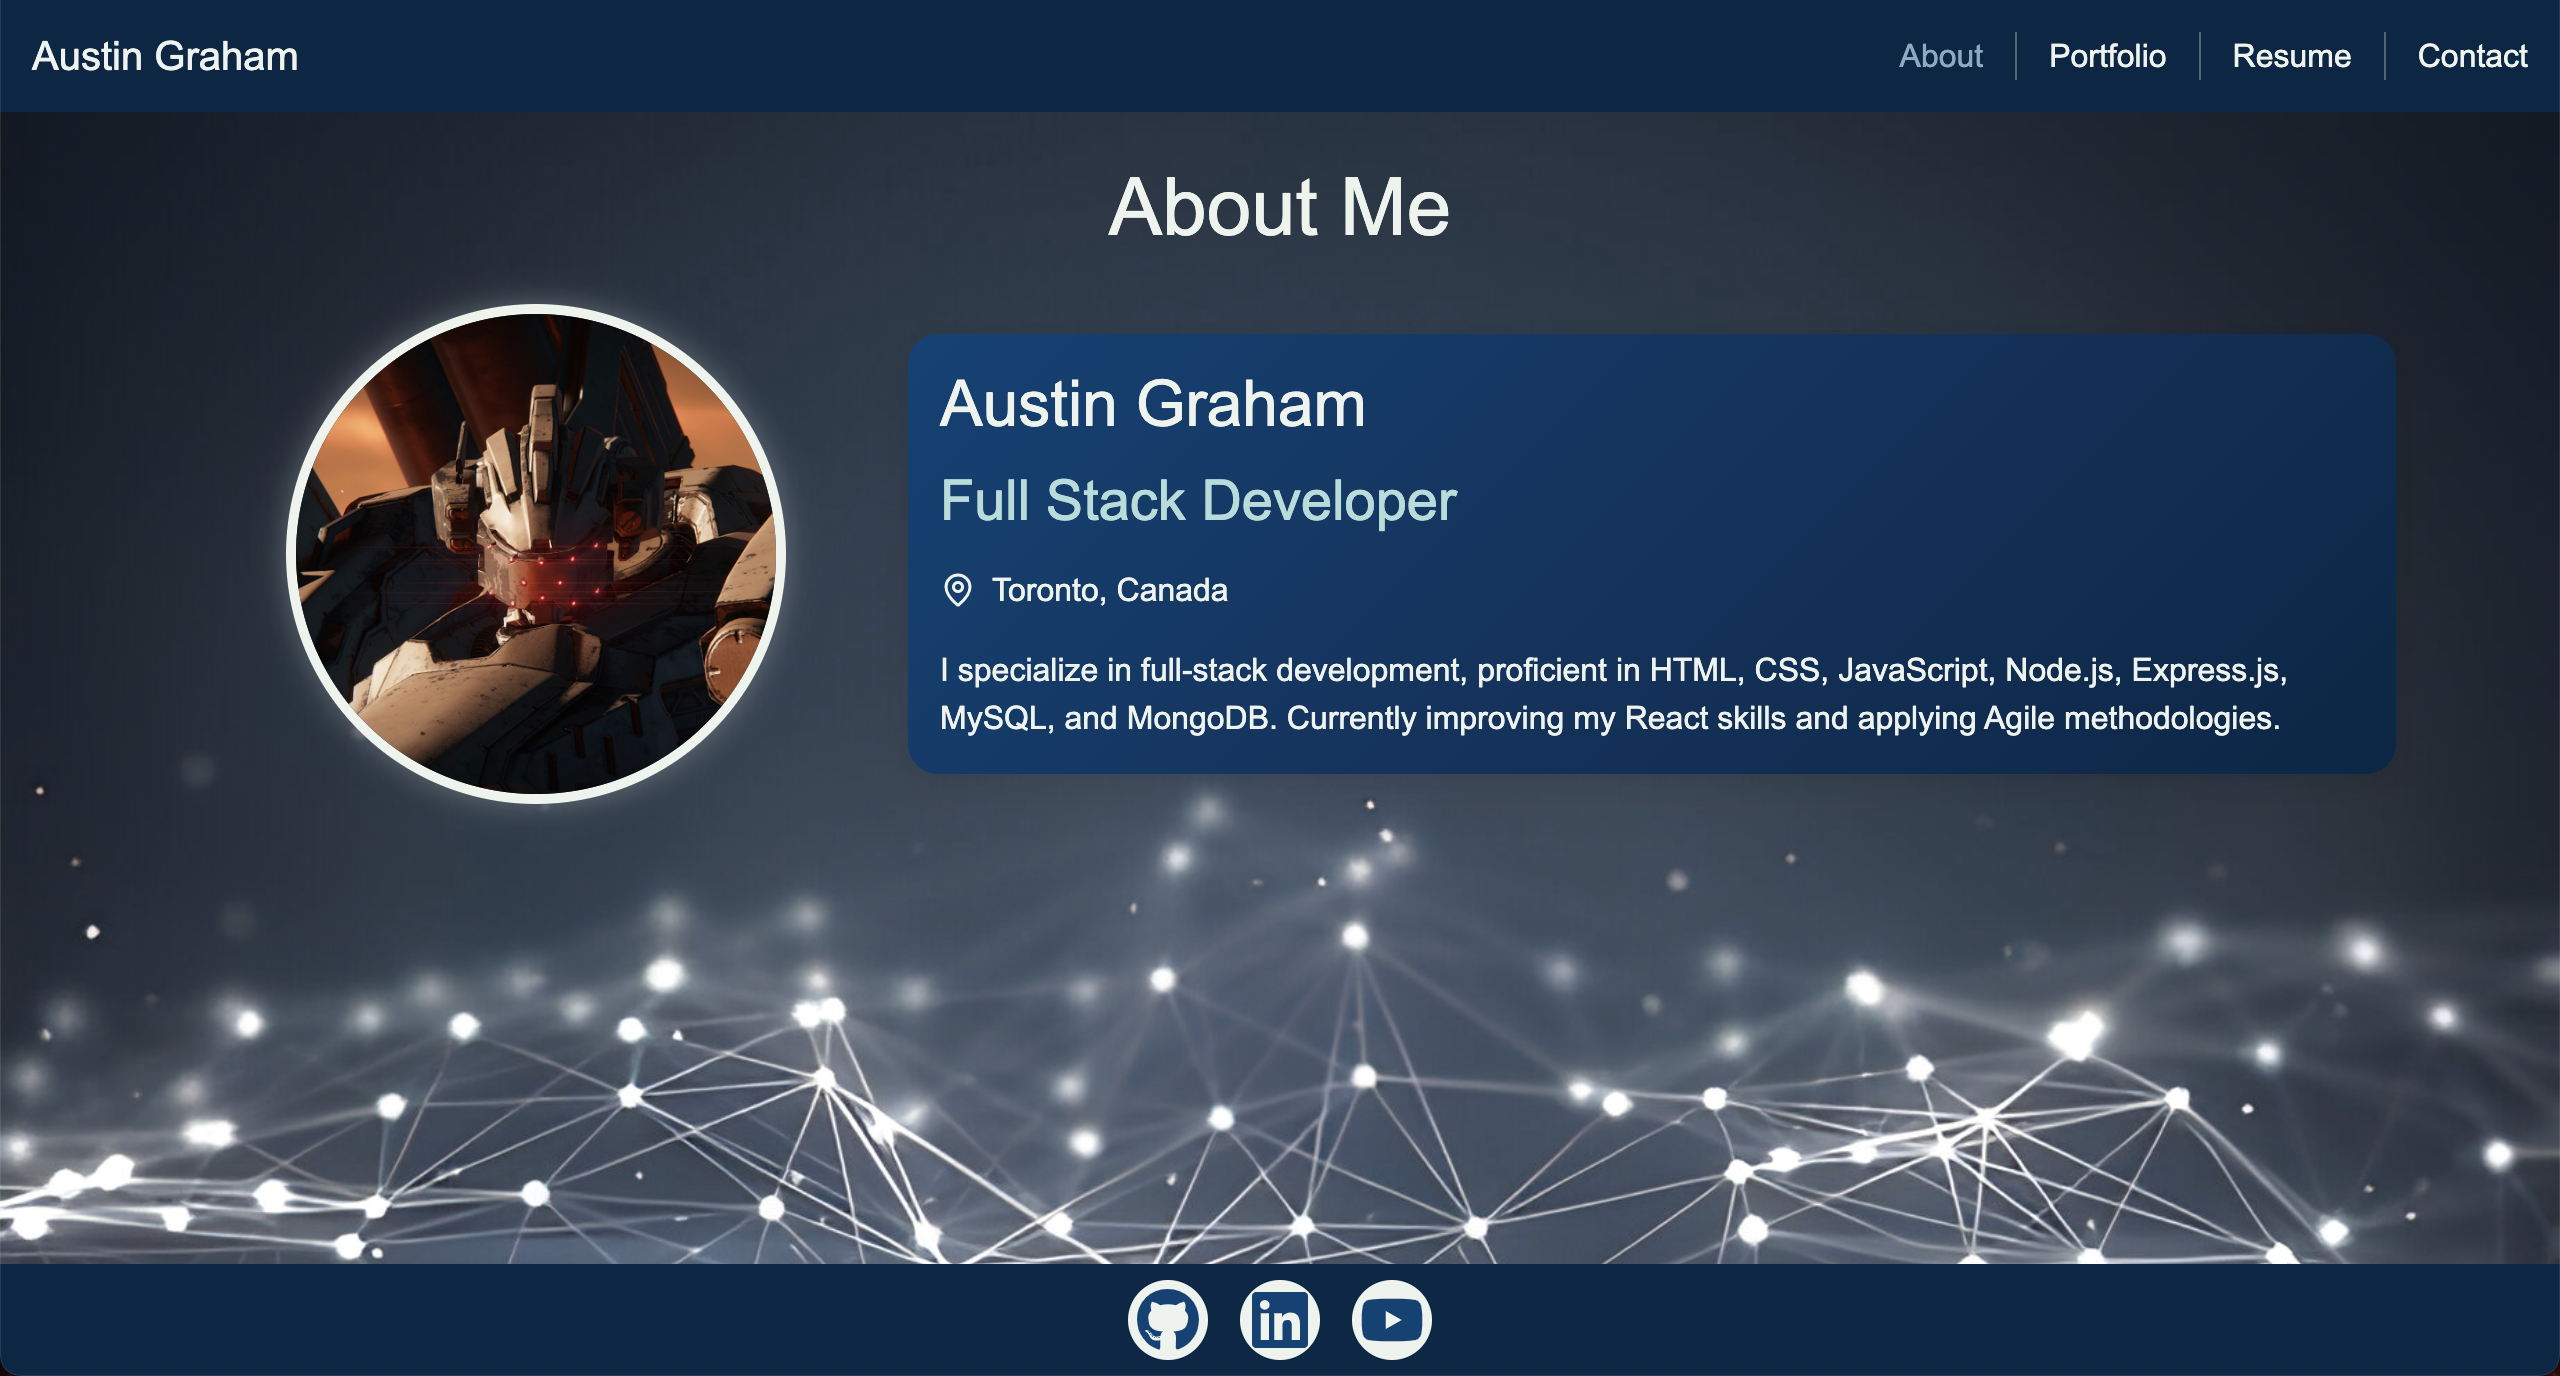 Austin Graham
About
Portfolio
Resume
Contact
About Me
Austin Graham
Full Stack Developer
Toronto, Canada
I specialize in full-stack development, proficient in HTML, CSS, JavaScript, Node.js, Express.js,
MySQL, and MongoDB. Currently improving my React skills and applying Agile methodologies.
in